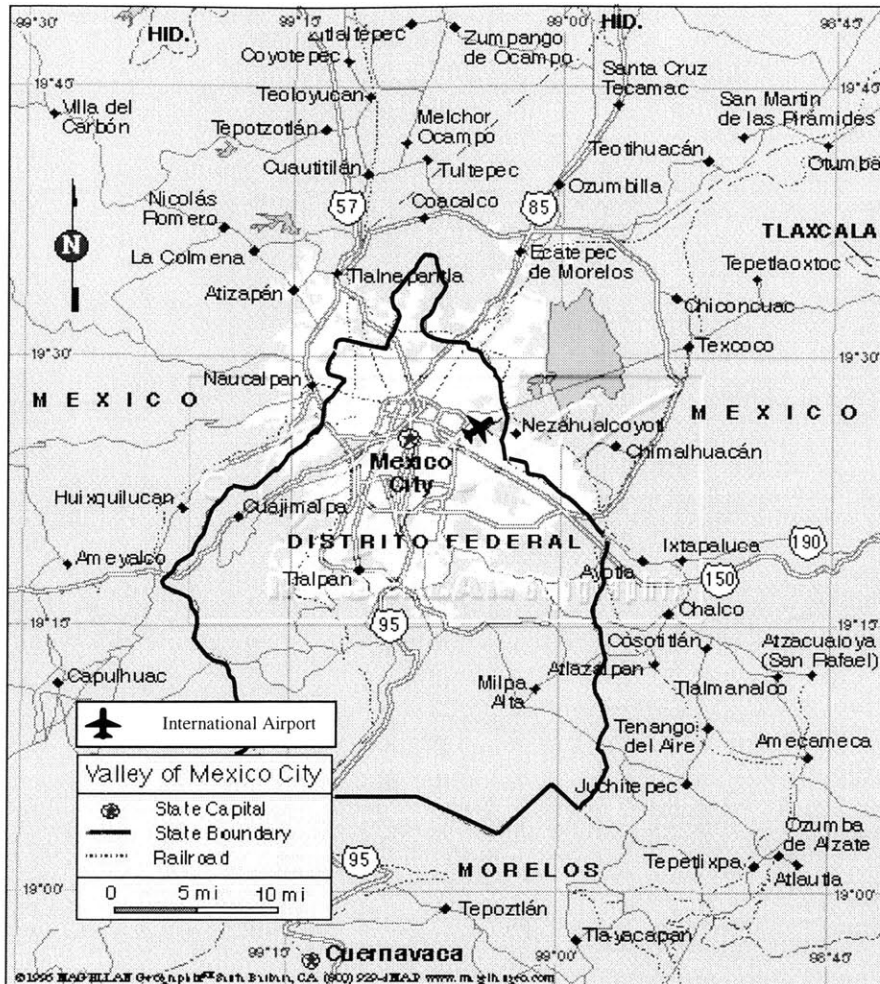 99°30'
99°15'
99°00'
98°45'
HID.
HID.
Coyotepec
Zumpango
de Ocampo
Santa Cruz
Tecamac
19°45'
19°45'
Villa del
Carbón
Teoloyucan
Tepotzotlán
Melchor
Ocampo
San Martin
de las Pirámides
Teotihuacán
Otumba
Cuautitlán
Tultepec
Ozumbilla
Nicolás
Romero
57
Coacalco
85
N
La Colmena
Ecatepec
de Morelos
TLAXCALA
Tepetlaoxtoc
Tlalnepantla
Atizapán
Chiconcuac
19°30'
Texcoco
19°30'
Naucalpan
MEXICO
MEXICO
Nezahualcoyotl
Chimalhuacán
Mexico
City
Huixquilucan
Cuajimalpa
DISTRITO FEDERAL
Ixtapaluca
190
Ameyalco
Tlalpan
Ayotla
150
Chalco
19°15'
95
19°15'
Cosotitlán
Atzacualoya
(San Rafael)
Capulhuac
Atlazalpan
Tlalmanalco
Milpa
Alta
International Airport
Tenango
del Aire
Amecameca
Valley of Mexico City
State Capital
State Boundary
Railroad
0 5 mi 10 mi
Juchitepec
95
Ozumba
de Alzate
MORELOS
Tepetlixpa
Atlautla
19°00'
19°00'
Tepoztlán
Tlayacapan
99°15'
99°00'
98°45'
Cuernavaca